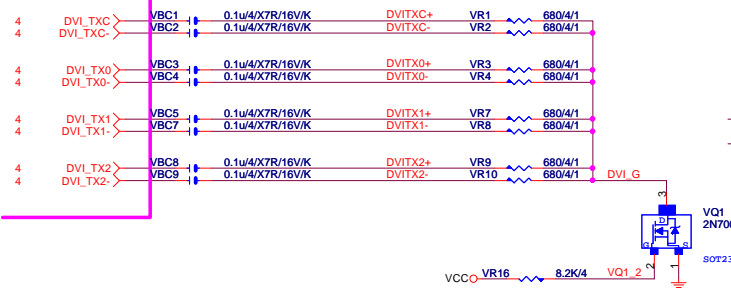 4 DVI_TXC VBC1 0.1u/4/X7R/16V/K DVITXC+ VR1 680/4/1
4 DVI_TXC- VBC2 0.1u/4/X7R/16V/K DVITXC- VR2 680/4/1
4 DVI_TX0 VBC3 0.1u/4/X7R/16V/K DVITX0+ VR3 680/4/1
4 DVI_TX0- VBC4 0.1u/4/X7R/16V/K DVITX0- VR4 680/4/1
4 DVI_TX1 VBC5 0.1u/4/X7R/16V/K DVITX1+ VR7 680/4/1
4 DVI_TX1- VBC7 0.1u/4/X7R/16V/K DVITX1- VR8 680/4/1
4 DVI_TX2 VBC8 0.1u/4/X7R/16V/K DVITX2+ VR9 680/4/1
4 DVI_TX2- VBC9 0.1u/4/X7R/16V/K DVITX2- VR10 680/4/1 DVI_G
3
D
VQ1
2N700
G S
SOT23
2 1
VCC VR16 8.2K/4 VQ1_2